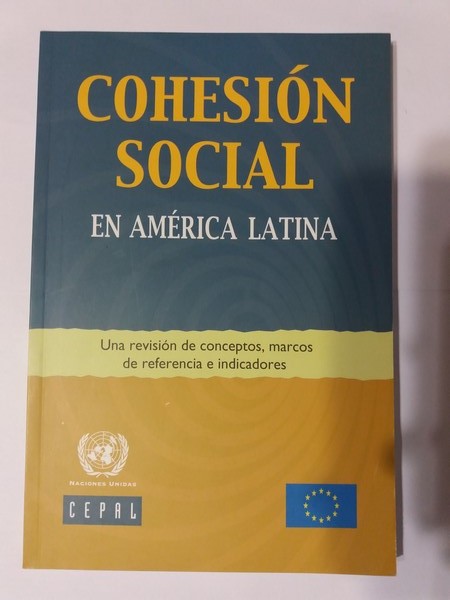 COHESIÓN
SOCIAL
EN AMÉRICA LATINA
Una revisión de conceptos, marcos
de referencia e indicadores
NACIONES UNIDAS
CEPAL